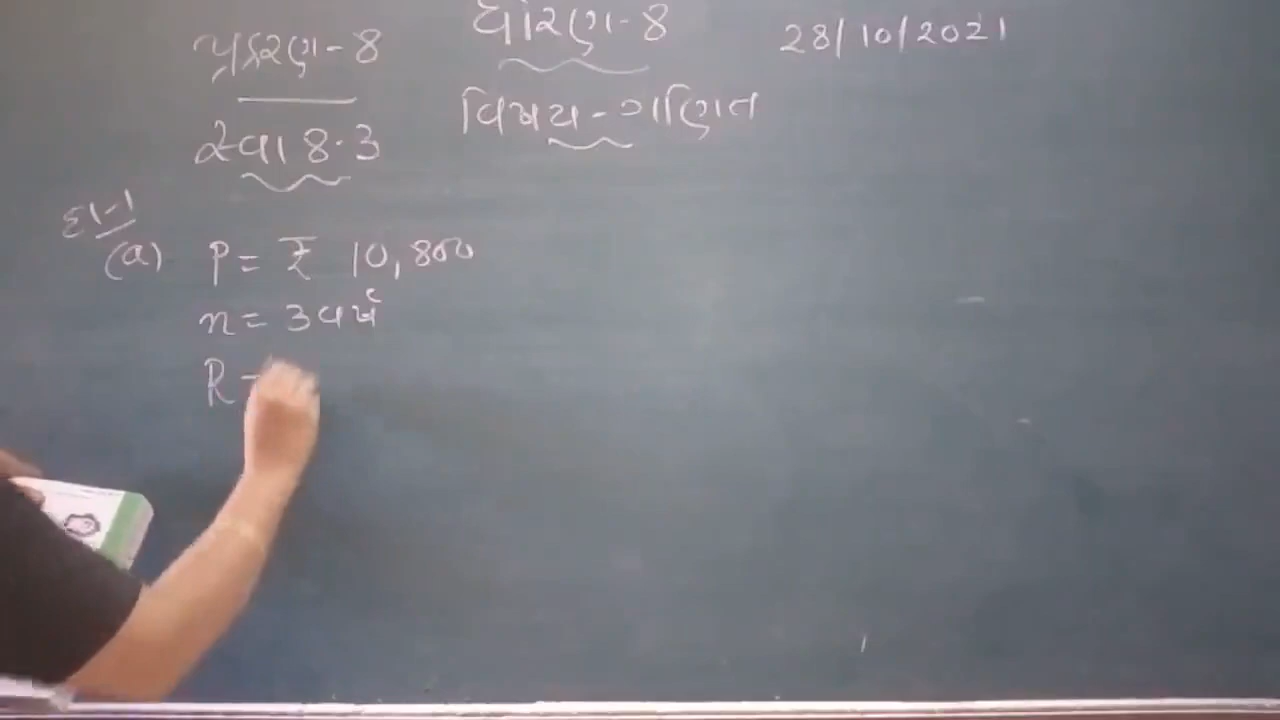 ધોરણ-8
28/10/2021
પ્રકરણ-8
વિષય-ગણિત
સ્વા 8.3
દા-1
(a) P = ₹ 10,800
n = 3 વર્ષ
R =